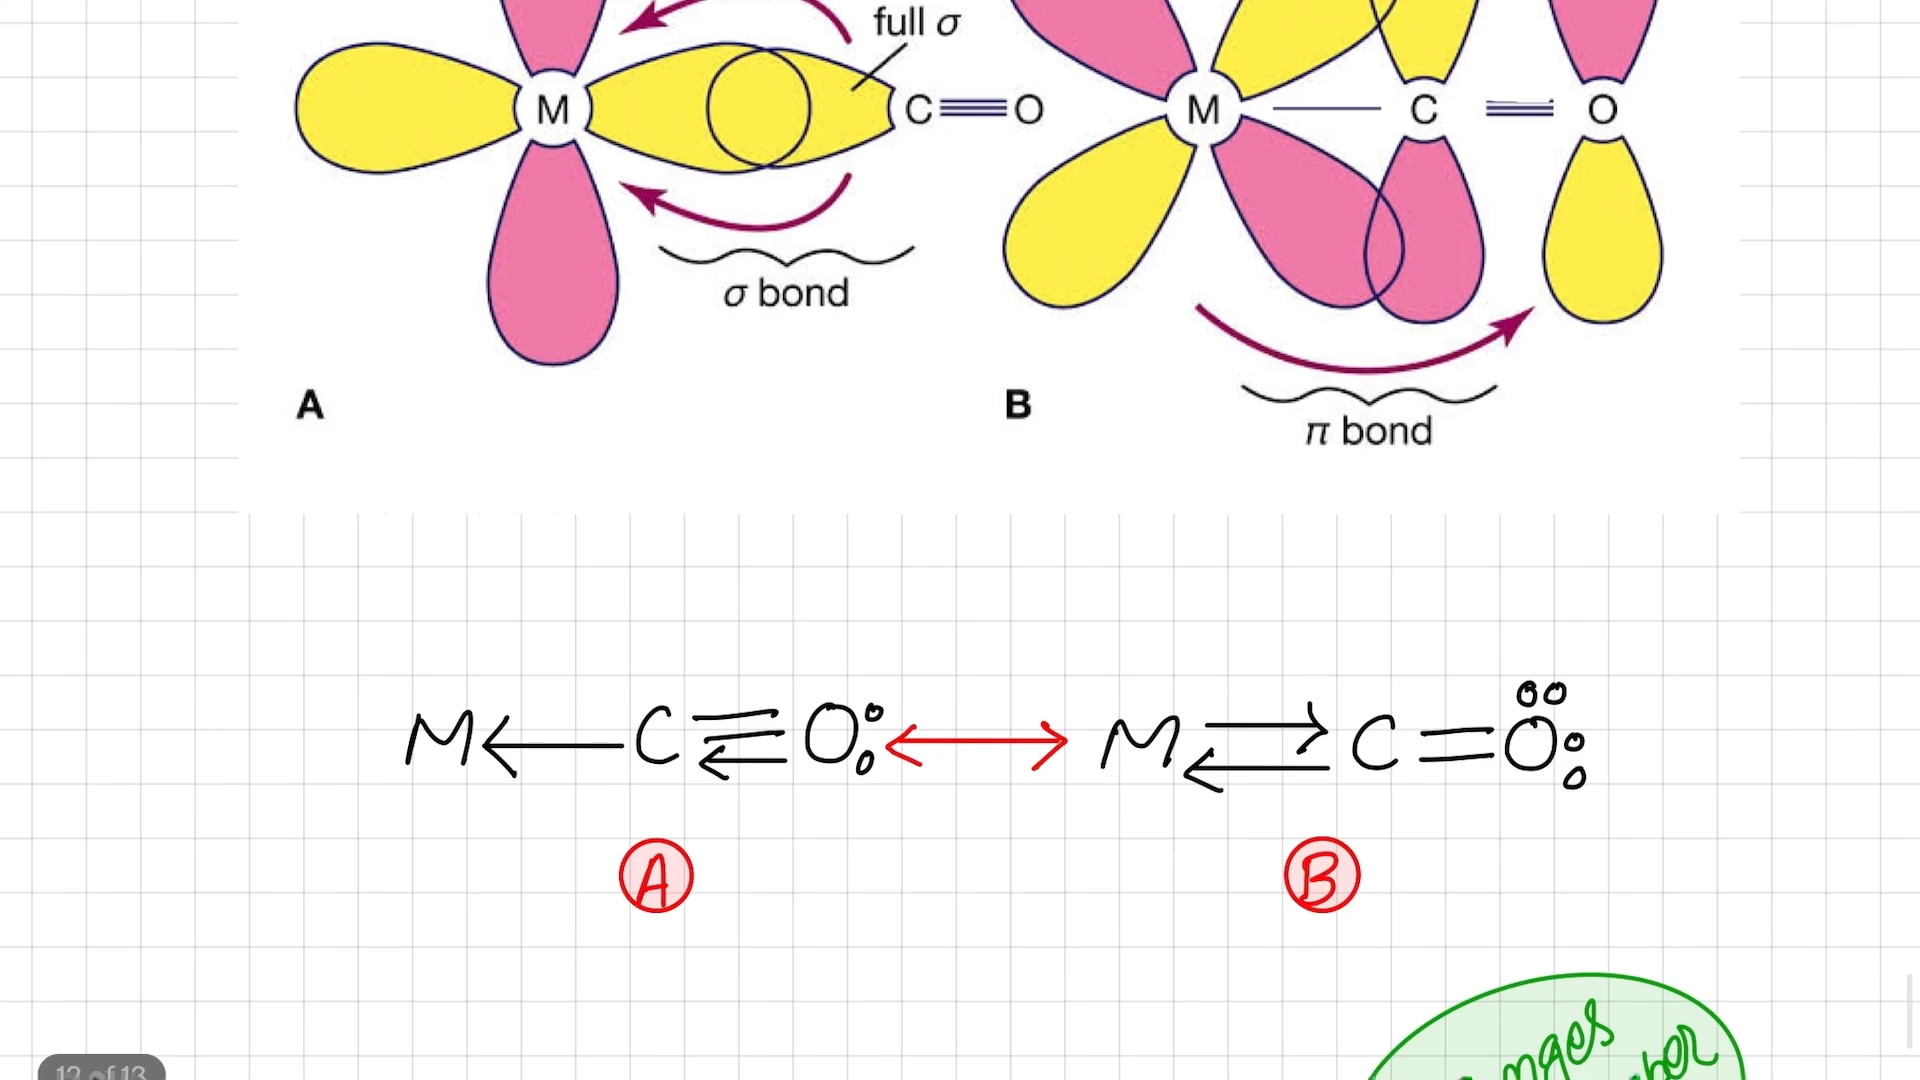 full σ
M C≡O M — C ≡ O
σ bond
A B
π bond
M ← C ≡ O ↔ M ⇄ C = O
A B
12 of 13